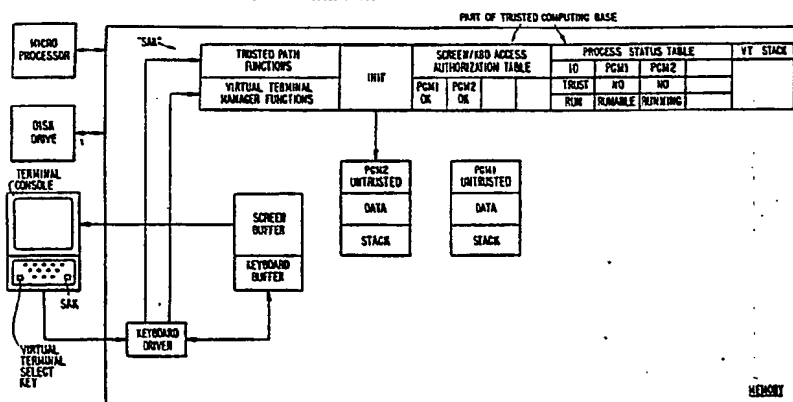 PART OF TRUSTED COMPUTING BASE
MICRO
PROCESSOR
"SAK"
TRUSTED PATH
FUNCTIONS
VIRTUAL TERMINAL
MANAGER FUNCTIONS
INIT
SCREEN/KBD ACCESS
AUTHORIZATION TABLE
PGM1
OK
PGM2
OK
PROCESS STATUS TABLE
ID PGM1 PGM2
TRUST NO NO
RUN RUNABLE RUNNING
VT STACK
DISK
DRIVE
TERMINAL
CONSOLE
SAK
VIRTUAL
TERMINAL
SELECT
KEY
SCREEN
BUFFER
KEYBOARD
BUFFER
KEYBOARD
DRIVER
PGM2
UNTRUSTED
DATA
STACK
PGM1
UNTRUSTED
DATA
STACK
MEMORY